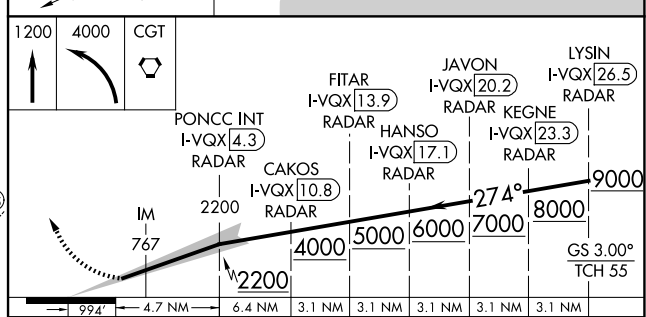 1200 4000 CGT
LYSIN
I-VQX 26.5
RADAR
JAVON
I-VQX 20.2
RADAR
FITAR
I-VQX 13.9
RADAR
KEGNE
I-VQX 23.3
RADAR
PONCC INT
I-VQX 4.3
RADAR
HANSO
I-VQX 17.1
RADAR
CAKOS
I-VQX 10.8
RADAR
IM
767
2200
2200
4000
5000
6000
7000
8000
9000
274°
GS 3.00°
TCH 55
994' 4.7 NM 6.4 NM 3.1 NM 3.1 NM 3.1 NM 3.1 NM 3.1 NM